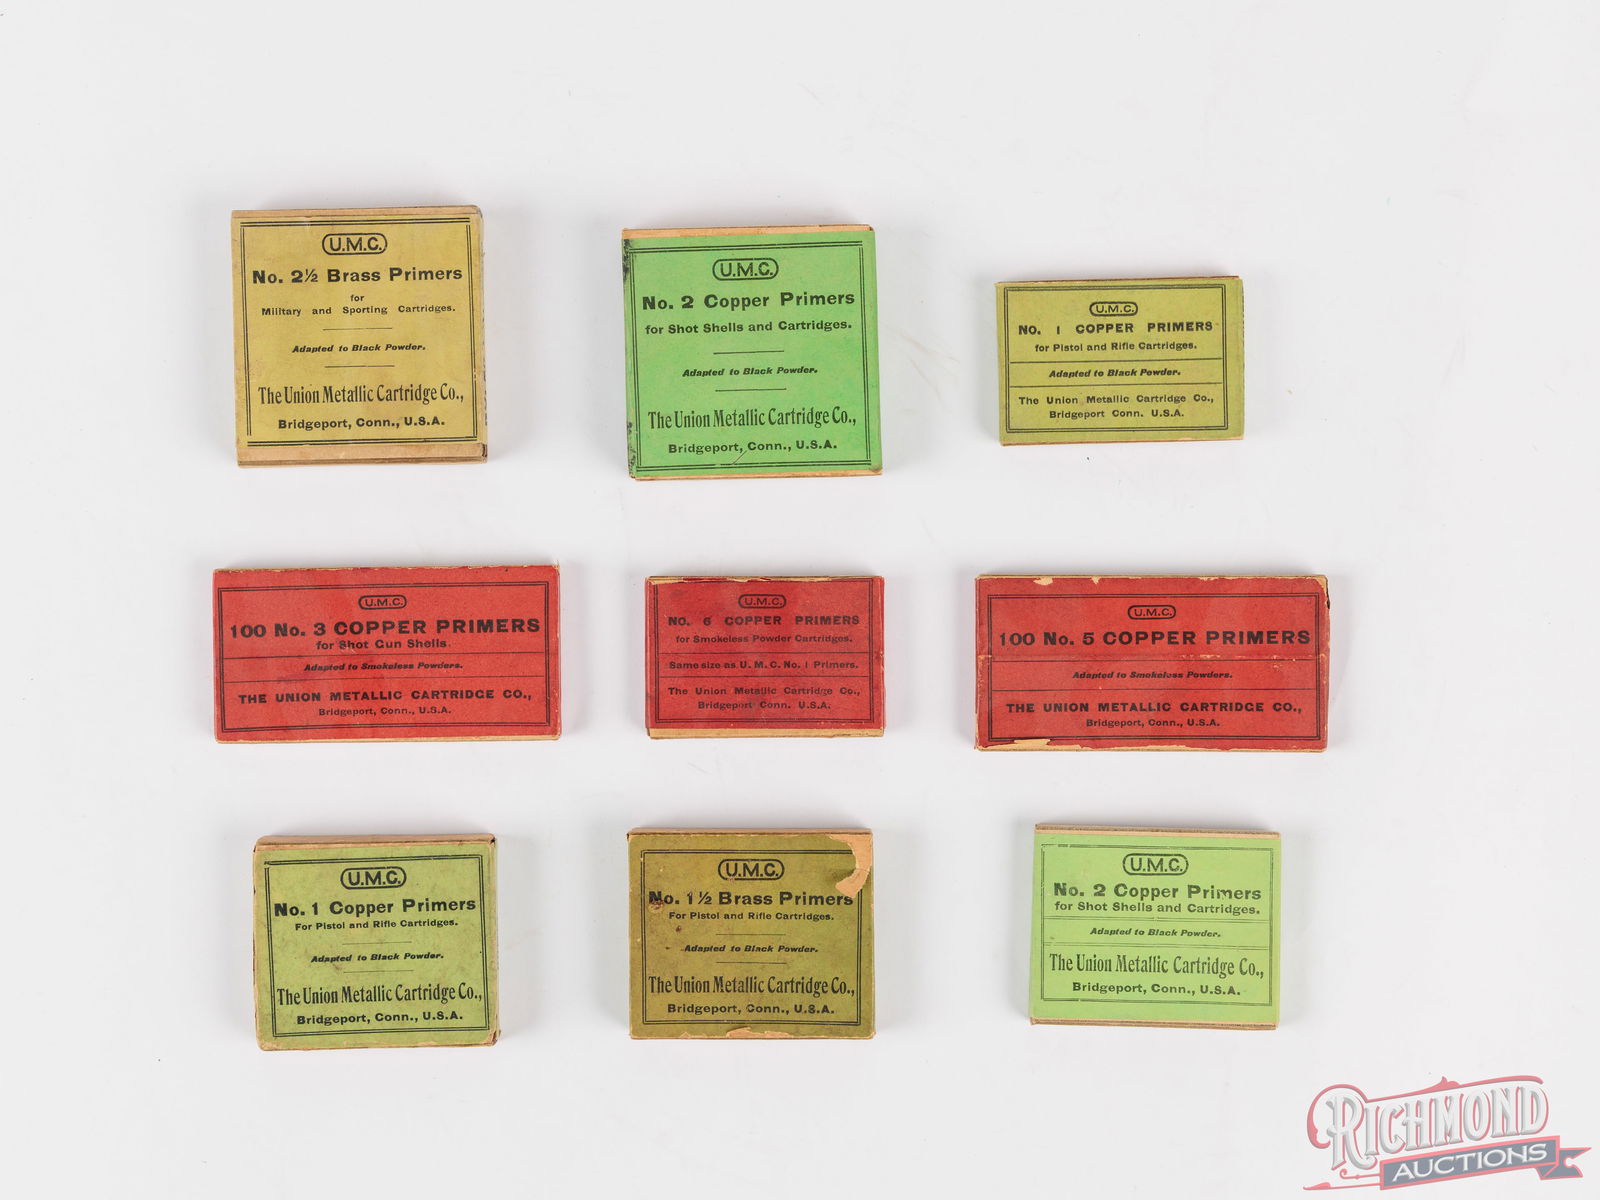 U.M.C.
No. 2½ Brass Primers
for
Military and Sporting Cartridges.
Adapted to Black Powder.
The Union Metallic Cartridge Co.,
Bridgeport, Conn., U.S.A.
U.M.C.
No. 2 Copper Primers
for Shot Shells and Cartridges.
Adapted to Black Powder.
The Union Metallic Cartridge Co.,
Bridgeport, Conn., U.S.A.
U.M.C.
NO. 1 COPPER PRIMERS
for Pistol and Rifle Cartridges.
Adapted to Black Powder.
The Union Metallic Cartridge Co.,
Bridgeport Conn. U.S.A.
U.M.C.
100 No. 3 COPPER PRIMERS
for Shot Gun Shells.
Adapted to Smokeless Powders.
THE UNION METALLIC CARTRIDGE CO.,
Bridgeport, Conn., U.S.A.
U.M.C.
NO. 6 COPPER PRIMERS
for Smokeless Powder Cartridges.
Same size as U.M.C. No. 1 Primers.
The Union Metallic Cartridge Co.,
Bridgeport Conn. U.S.A.
U.M.C.
100 No. 5 COPPER PRIMERS
Adapted to Smokeless Powders.
THE UNION METALLIC CARTRIDGE CO.,
Bridgeport, Conn., U.S.A.
U.M.C.
No. 1 Copper Primers
For Pistol and Rifle Cartridges.
Adapted to Black Powder.
The Union Metallic Cartridge Co.,
Bridgeport, Conn., U.S.A.
U.M.C.
No. 1½ Brass Primers
For Pistol and Rifle Cartridges.
Adapted to Black Powder.
The Union Metallic Cartridge Co.,
Bridgeport, Conn., U.S.A.
U.M.C.
No. 2 Copper Primers
for Shot Shells and Cartridges.
Adapted to Black Powder.
The Union Metallic Cartridge Co.,
Bridgeport, Conn., U.S.A.
RICHMOND
AUCTIONS